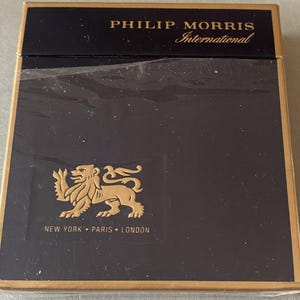 PHILIP MORRIS
International
NEW YORK • PARIS • LONDON